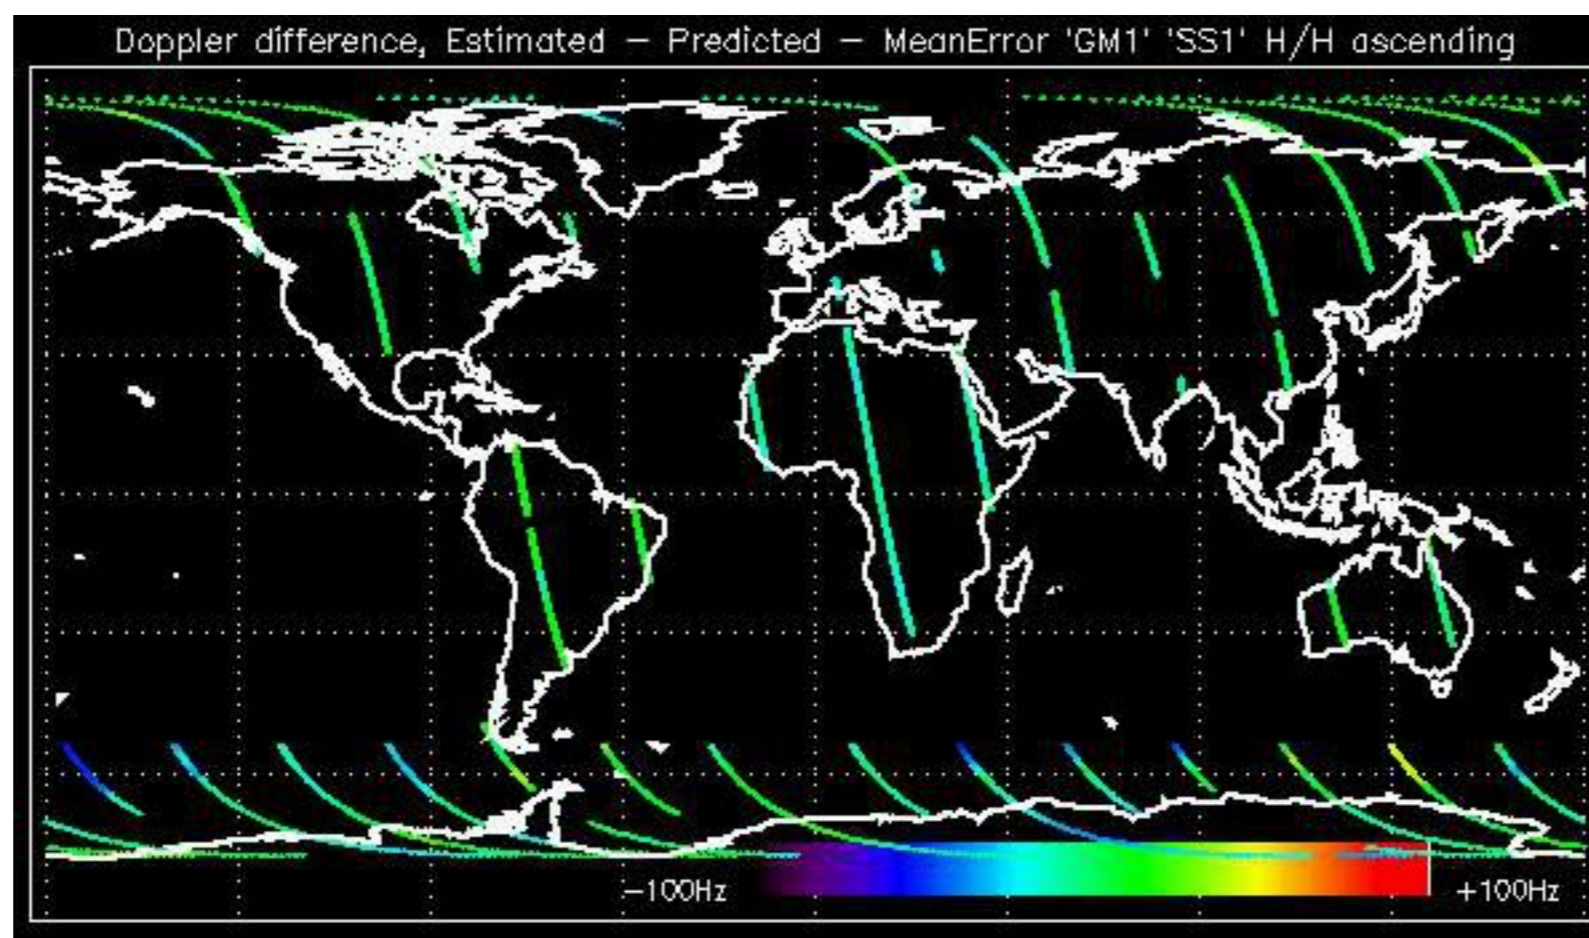 Doppler difference, Estimated – Predicted – MeanError 'GM1' 'SS1' H/H ascending
–100Hz +100Hz